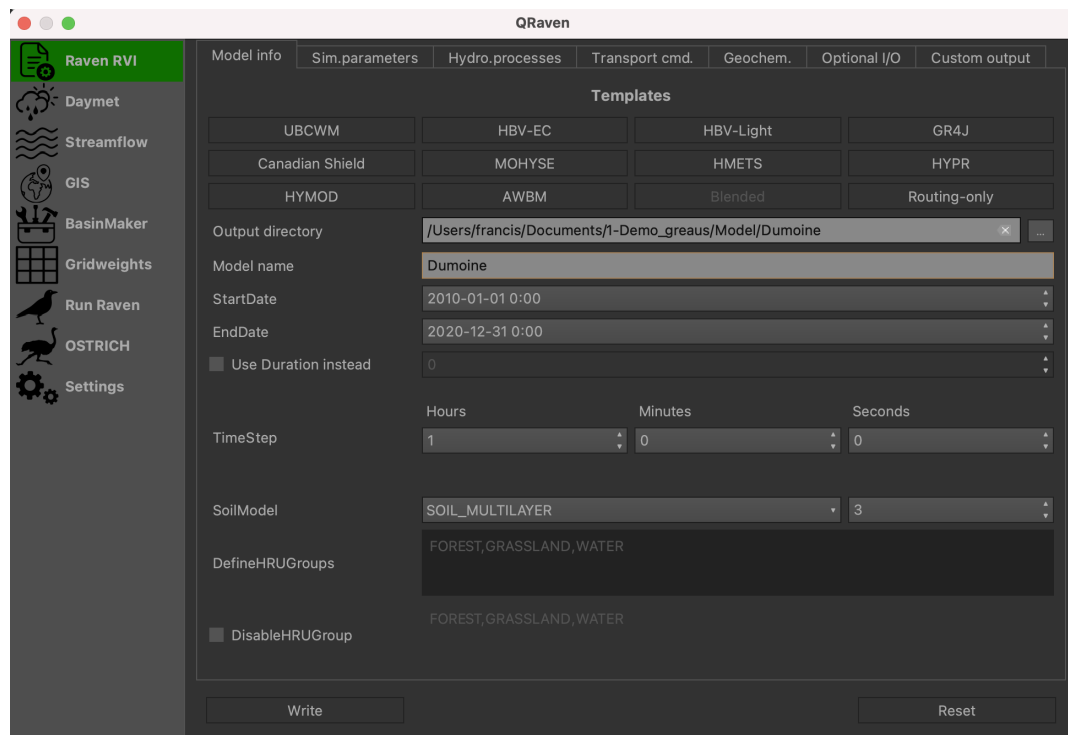 QRaven
Raven RVI
Daymet
Streamflow
GIS
BasinMaker
Gridweights
Run Raven
OSTRICH
Settings
Model info Sim.parameters Hydro.processes Transport cmd. Geochem. Optional I/O Custom output
Templates
UBCWM HBV-EC HBV-Light GR4J
Canadian Shield MOHYSE HMETS HYPR
HYMOD AWBM Blended Routing-only
Output directory /Users/francis/Documents/1-Demo_greaus/Model/Dumoine ...
Model name Dumoine
StartDate 2010-01-01 0:00
EndDate 2020-12-31 0:00
Use Duration instead 0
Hours Minutes Seconds
TimeStep 1 0 0
SoilModel SOIL_MULTILAYER 3
DefineHRUGroups FOREST,GRASSLAND,WATER
DisableHRUGroup FOREST,GRASSLAND,WATER
Write Reset